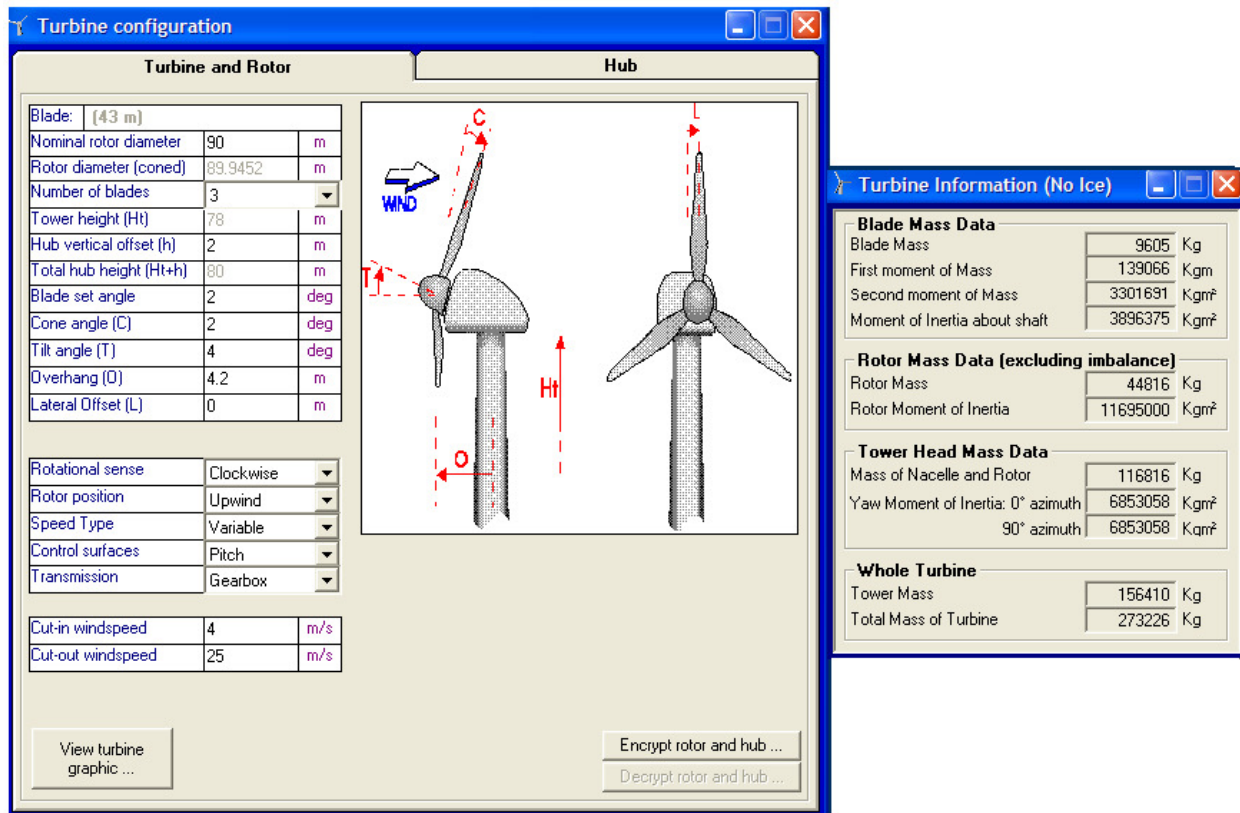 Turbine configuration
Turbine and Rotor Hub
Blade: (43 m)
Nominal rotor diameter 90 m
Rotor diameter (coned) 89.9452 m
Number of blades 3
Tower height (Ht) 78 m
Hub vertical offset (h) 2 m
Total hub height (Ht+h) 80 m
Blade set angle 2 deg
Cone angle (C) 2 deg
Tilt angle (T) 4 deg
Overhang (O) 4.2 m
Lateral Offset (L) 0 m
Rotational sense Clockwise
Rotor position Upwind
Speed Type Variable
Control surfaces Pitch
Transmission Gearbox
Cut-in windspeed 4 m/s
Cut-out windspeed 25 m/s
View turbine
graphic ...
C
L
WIND
T
Ht
O
Encrypt rotor and hub ...
Decrypt rotor and hub ...
Turbine Information (No Ice)
Blade Mass Data
Blade Mass 9605 Kg
First moment of Mass 139066 Kgm
Second moment of Mass 3301691 Kgm²
Moment of Inertia about shaft 3896375 Kgm²
Rotor Mass Data (excluding imbalance)
Rotor Mass 44816 Kg
Rotor Moment of Inertia 11695000 Kgm²
Tower Head Mass Data
Mass of Nacelle and Rotor 116816 Kg
Yaw Moment of Inertia: 0° azimuth 6853058 Kgm²
90° azimuth 6853058 Kgm²
Whole Turbine
Tower Mass 156410 Kg
Total Mass of Turbine 273226 Kg